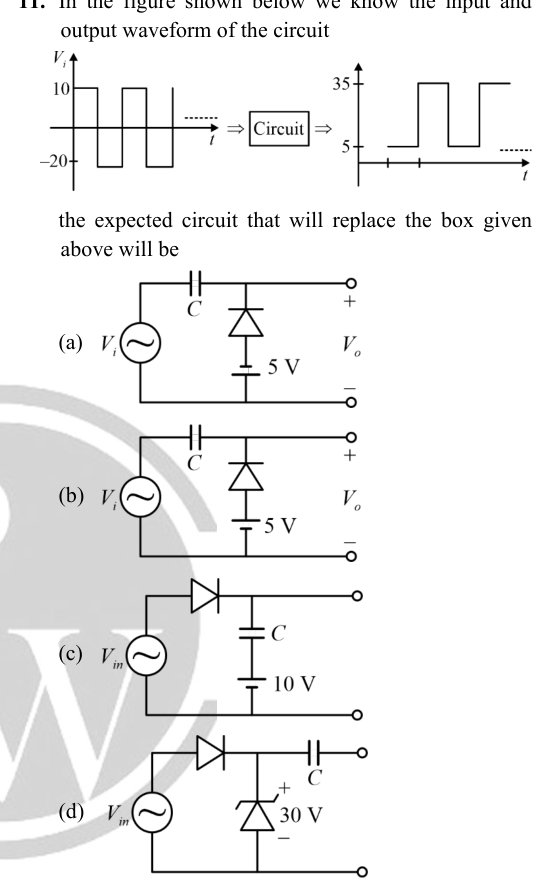 11. In the figure shown below we know the input and
output waveform of the circuit
V_i
10
-20
t
⇒ Circuit ⇒
35
5
t
the expected circuit that will replace the box given
above will be
(a) V_i
C
5 V
+
V_o
–
(b) V_i
C
5 V
+
V_o
–
(c) V_in
C
10 V
(d) V_in
C
+
30 V
–